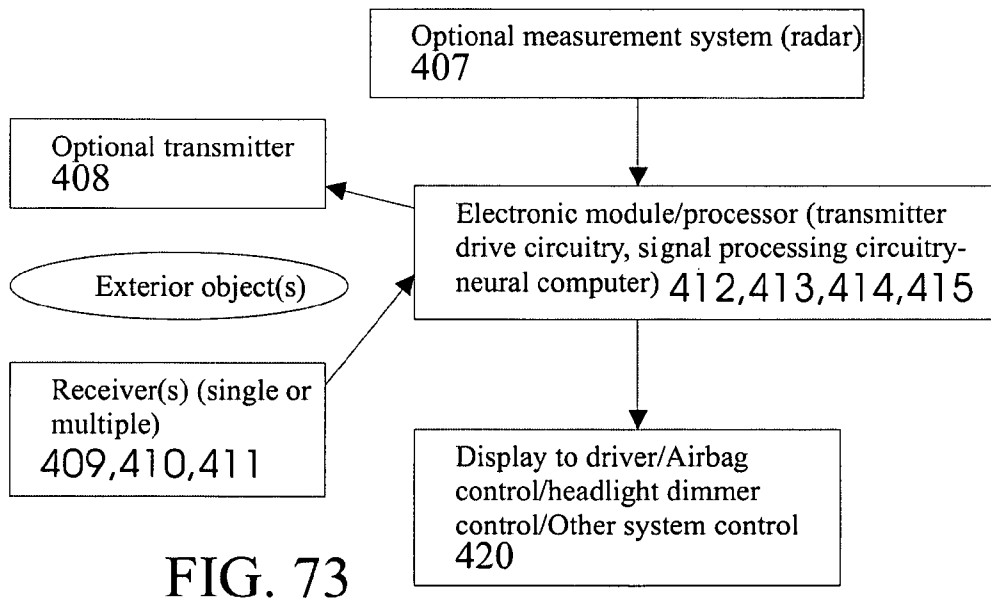 Optional measurement system (radar)
407
Optional transmitter
408
Electronic module/processor (transmitter
drive circuitry, signal processing circuitry-
neural computer) 412,413,414,415
Exterior object(s)
Receiver(s) (single or
multiple)
409,410,411
Display to driver/Airbag
control/headlight dimmer
control/Other system control
420
FIG. 73